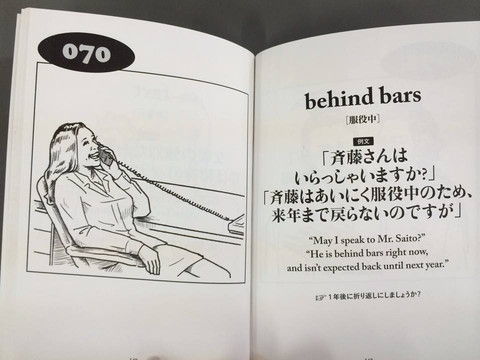 070
behind bars
［服役中］
例文
「斉藤さんは
いらっしゃいますか？」
「斉藤はあいにく服役中のため、
来年まで戻らないのですが」
“May I speak to Mr. Saito?”
“He is behind bars right now,
and isn’t expected back until next year.”
☞ 1年後に折り返しにしましょうか？